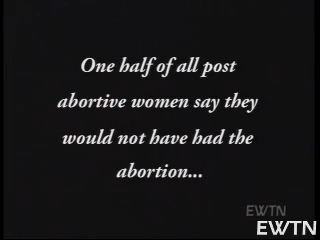 One half of all post
abortive women say they
would not have had the
abortion...
EWTN
EWTN